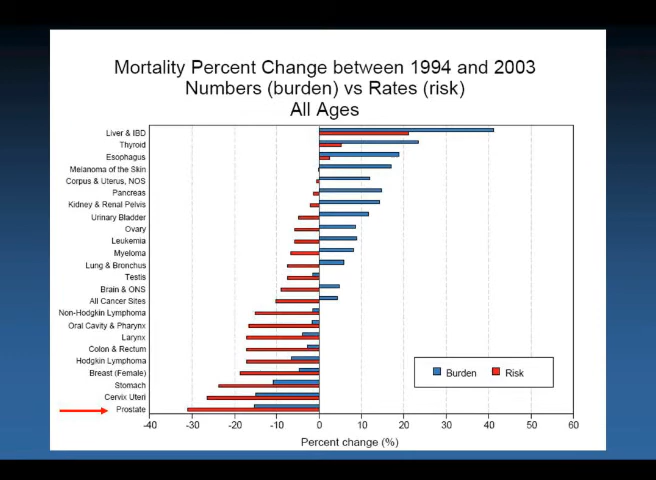 Mortality Percent Change between 1994 and 2003
Numbers (burden) vs Rates (risk)
All Ages
Liver & IBD
Thyroid
Esophagus
Melanoma of the Skin
Corpus & Uterus, NOS
Pancreas
Kidney & Renal Pelvis
Urinary Bladder
Ovary
Leukemia
Myeloma
Lung & Bronchus
Testis
Brain & ONS
All Cancer Sites
Non-Hodgkin Lymphoma
Oral Cavity & Pharynx
Larynx
Colon & Rectum
Hodgkin Lymphoma
Breast (Female)
Stomach
Cervix Uteri
Prostate
Burden Risk
-40 -30 -20 -10 0 10 20 30 40 50 60
Percent change (%)